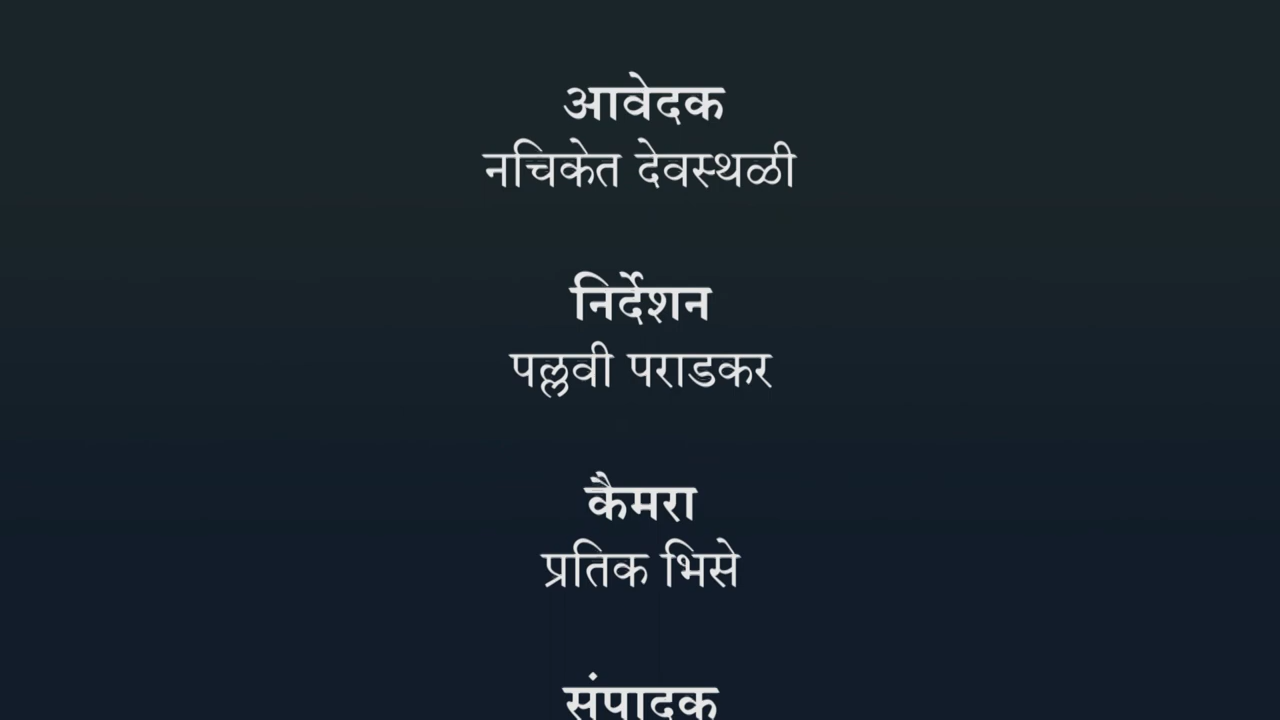 आवेदक
नचिकेत देवस्थळी
निर्देशन
पल्लवी पराडकर
कैमरा
प्रतिक भिसे
संपादक